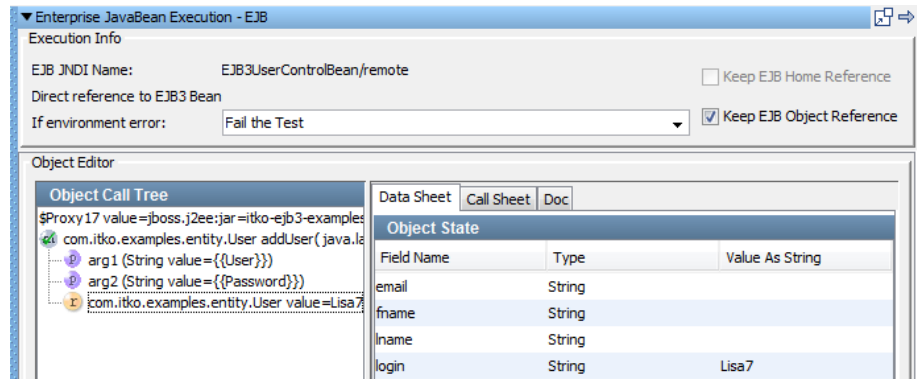 Enterprise JavaBean Execution - EJB
Execution Info
EJB JNDI Name: EJB3UserControlBean/remote
Keep EJB Home Reference
Direct reference to EJB3 Bean
If environment error: Fail the Test
Keep EJB Object Reference
Object Editor
Object Call Tree
$Proxy17 value=jboss.j2ee:jar=itko-ejb3-examples
com.itko.examples.entity.User addUser( java.la
arg1 (String value={{User}})
arg2 (String value={{Password}})
com.itko.examples.entity.User value=Lisa7
Data Sheet Call Sheet Doc
Object State
Field Name Type Value As String
email String
fname String
lname String
login String Lisa7